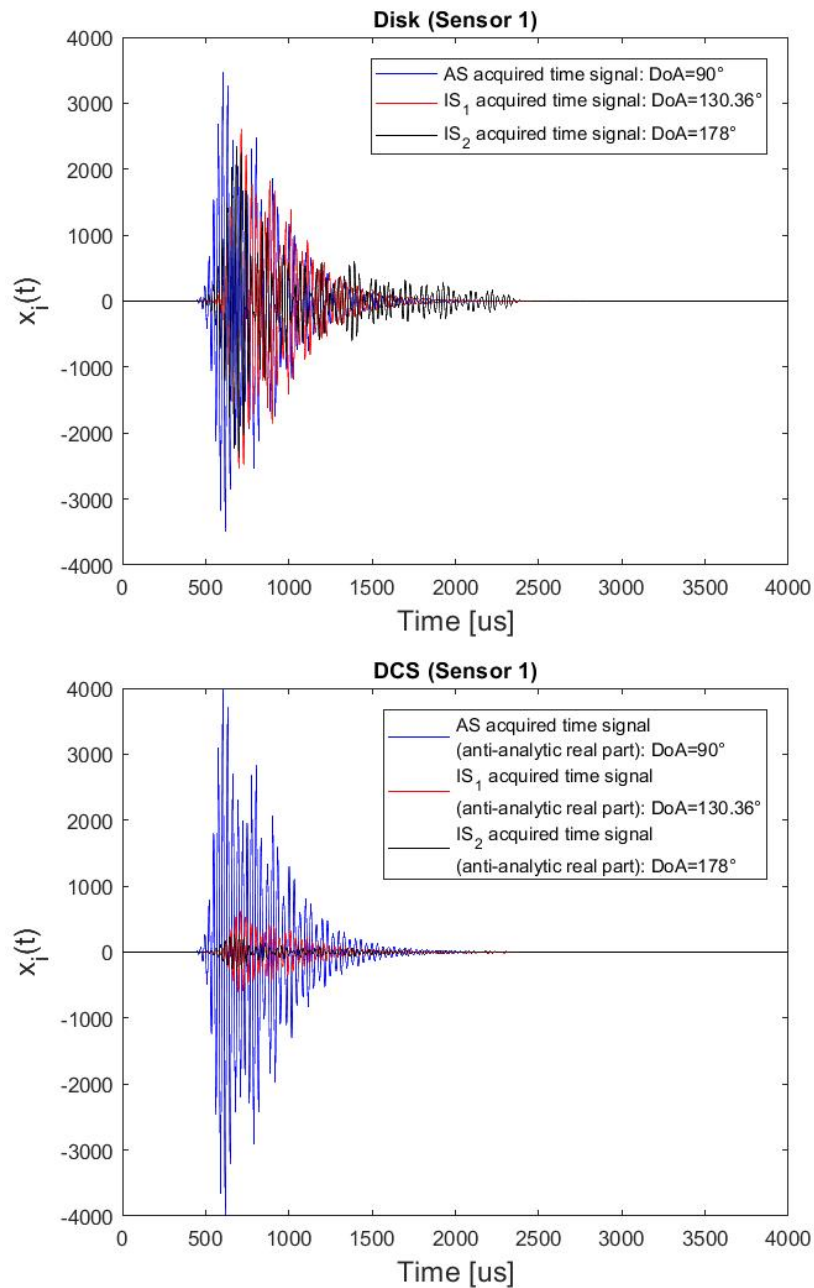 Disk (Sensor 1)
4000
3000
2000
1000
0
-1000
-2000
-3000
-4000
x_i(t)
AS acquired time signal: DoA=90°
IS_1 acquired time signal: DoA=130.36°
IS_2 acquired time signal: DoA=178°
0 500 1000 1500 2000 2500 3000 3500 4000
Time [us]
DCS (Sensor 1)
4000
3000
2000
1000
0
-1000
-2000
-3000
-4000
x_i(t)
AS acquired time signal
(anti-analytic real part): DoA=90°
IS_1 acquired time signal
(anti-analytic real part): DoA=130.36°
IS_2 acquired time signal
(anti-analytic real part): DoA=178°
0 500 1000 1500 2000 2500 3000 3500 4000
Time [us]